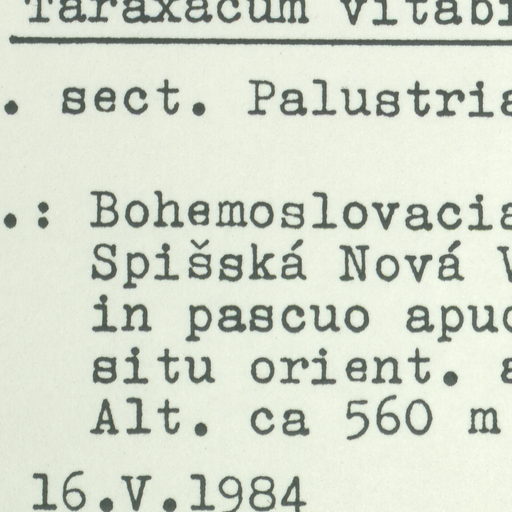 Taraxacum vitabi
. sect. Palustria
.: Bohemoslovacia
Spišská Nová V
in pascuo apud
situ orient. a
Alt. ca 560 m
16.V.1984